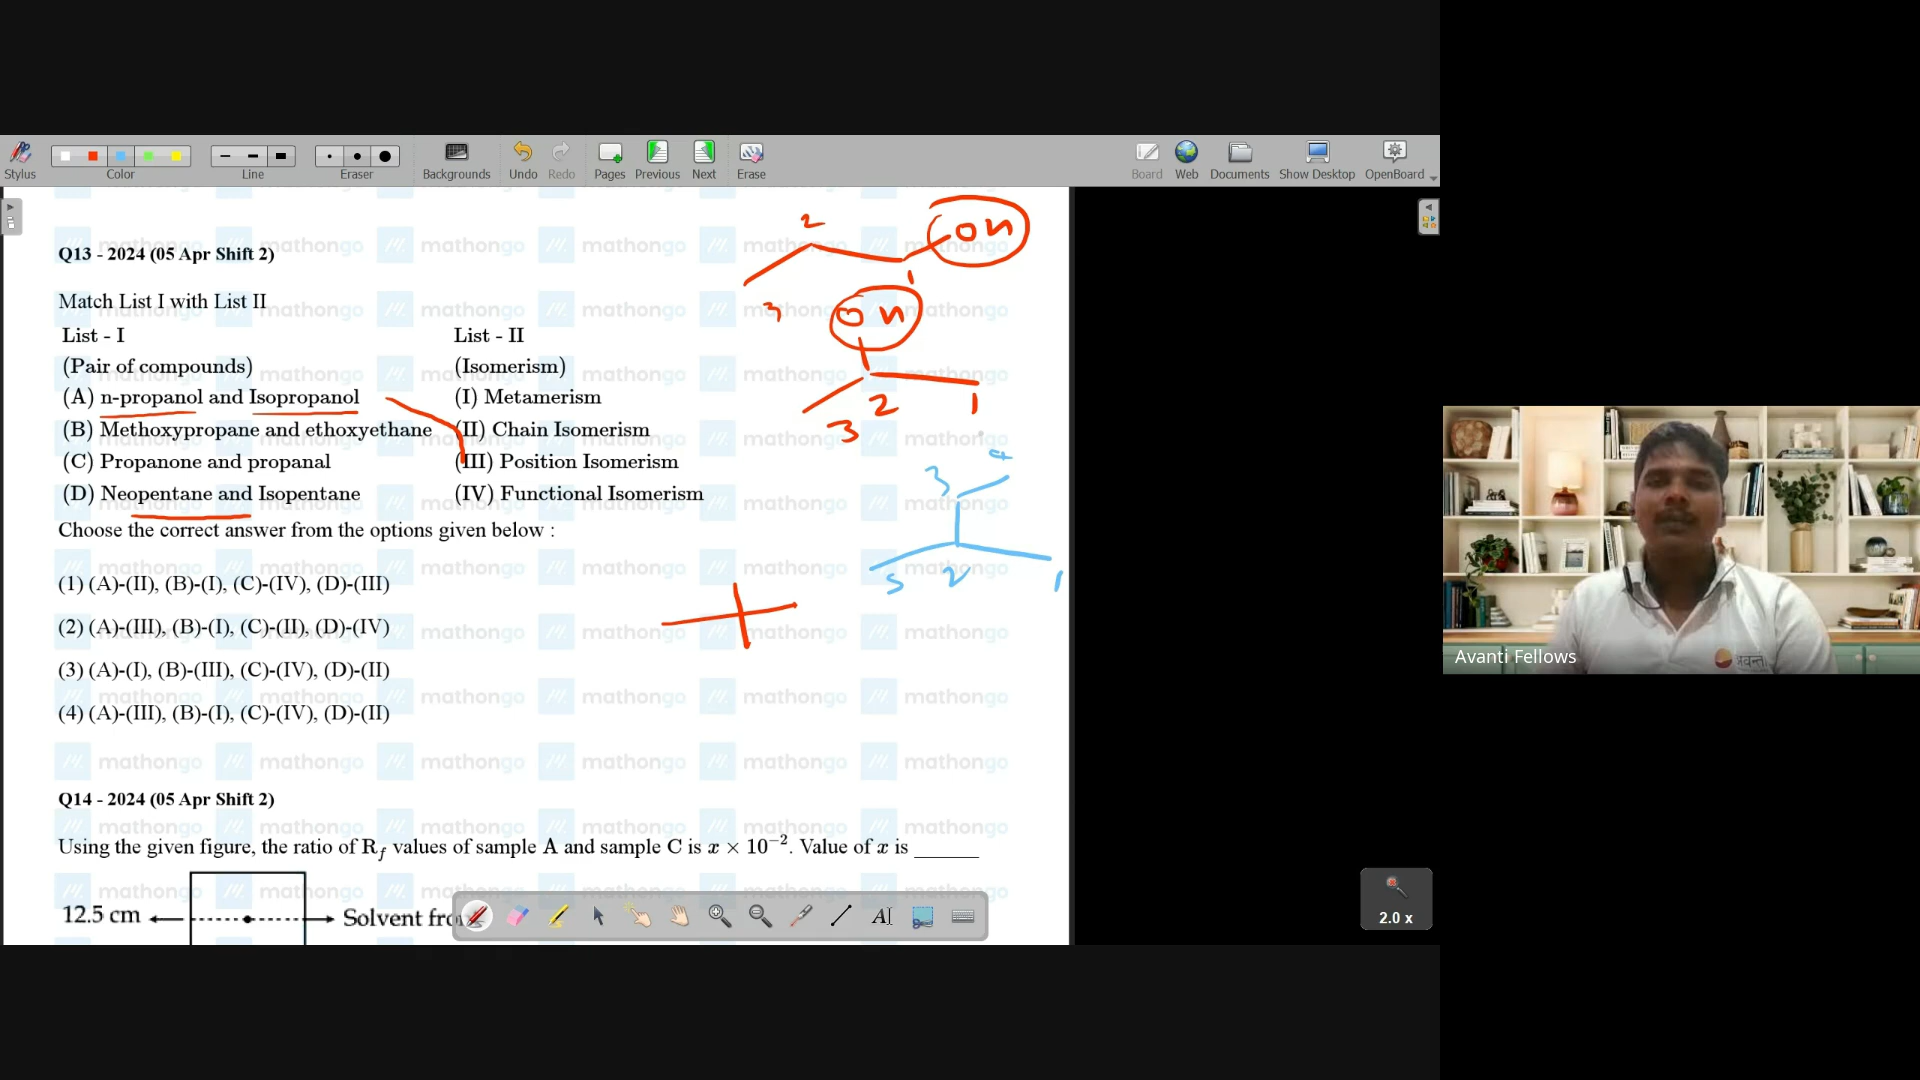 Stylus
Color
Line
Eraser
Backgrounds
Undo
Redo
Pages
Previous
Next
Erase
Board
Web
Documents
Show Desktop
OpenBoard
Q13 - 2024 (05 Apr Shift 2)
Match List I with List II
List - I List - II
(Pair of compounds) (Isomerism)
(A) n-propanol and Isopropanol (I) Metamerism
(B) Methoxypropane and ethoxyethane (II) Chain Isomerism
(C) Propanone and propanal (III) Position Isomerism
(D) Neopentane and Isopentane (IV) Functional Isomerism
Choose the correct answer from the options given below :
(1) (A)-(II), (B)-(I), (C)-(IV), (D)-(III)
(2) (A)-(III), (B)-(I), (C)-(II), (D)-(IV)
(3) (A)-(I), (B)-(III), (C)-(IV), (D)-(II)
(4) (A)-(III), (B)-(I), (C)-(IV), (D)-(II)
2
OH
1
3
OH
2
1
3
3
4
5
2
1
Q14 - 2024 (05 Apr Shift 2)
Using the given figure, the ratio of Rf values of sample A and sample C is x × 10⁻². Value of x is ______
12.5 cm
Solvent fro
mathongo
2.0 x
Avanti Fellows
अवन्ती